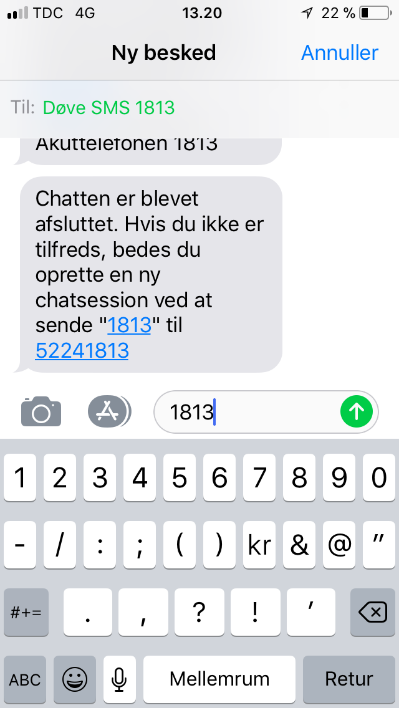 TDC 4G 13.20 22 %
Ny besked Annuller
Til: Døve SMS 1813
Akuttelefonen 1813
Chatten er blevet
afsluttet. Hvis du ikke er
tilfreds, bedes du
oprette en ny
chatsession ved at
sende "1813" til
52241813
1813
1 2 3 4 5 6 7 8 9 0
- / : ; ( ) kr & @ "
#+= . , ? ! '
ABC Mellemrum Retur